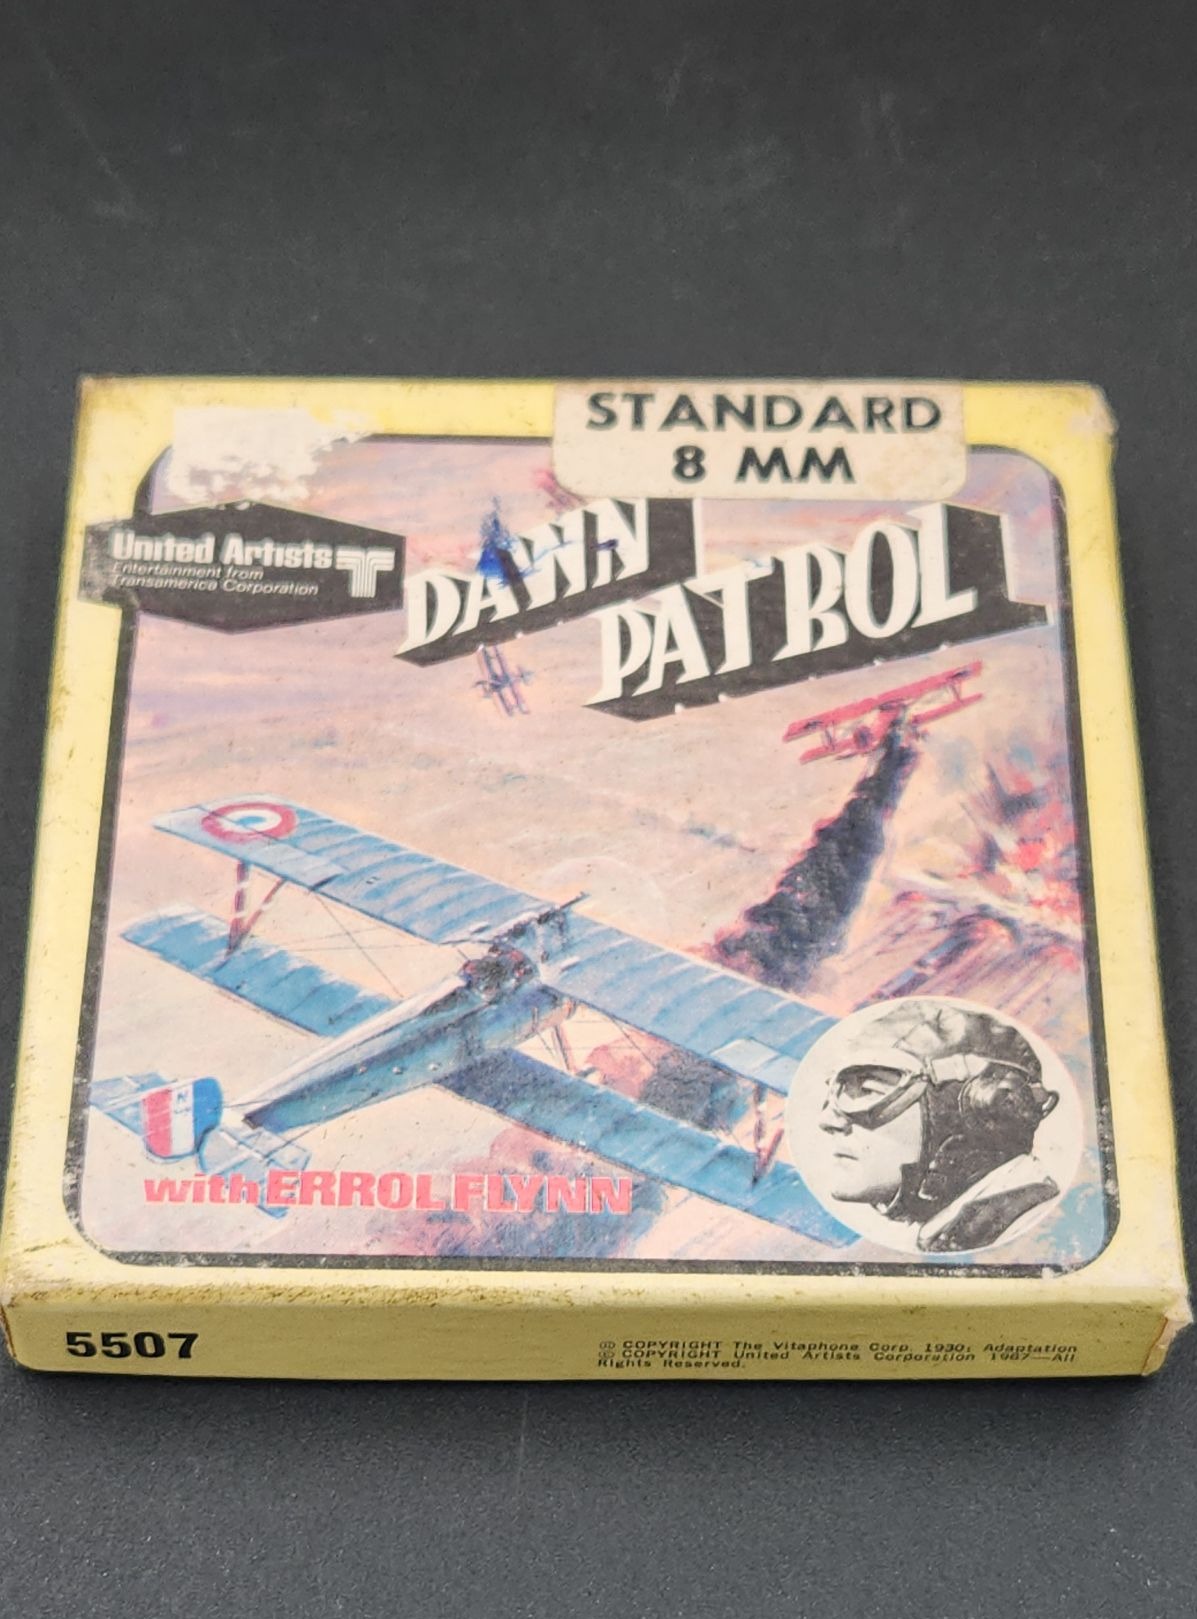 STANDARD
8 MM
United Artists
Entertainment from
Transamerica Corporation
DAWN
PATROL
with ERROL FLYNN
5507
© COPYRIGHT The Vitaphone Corp. 1930; Adaptation
© COPYRIGHT United Artists Corporation 1967—All
Rights Reserved.